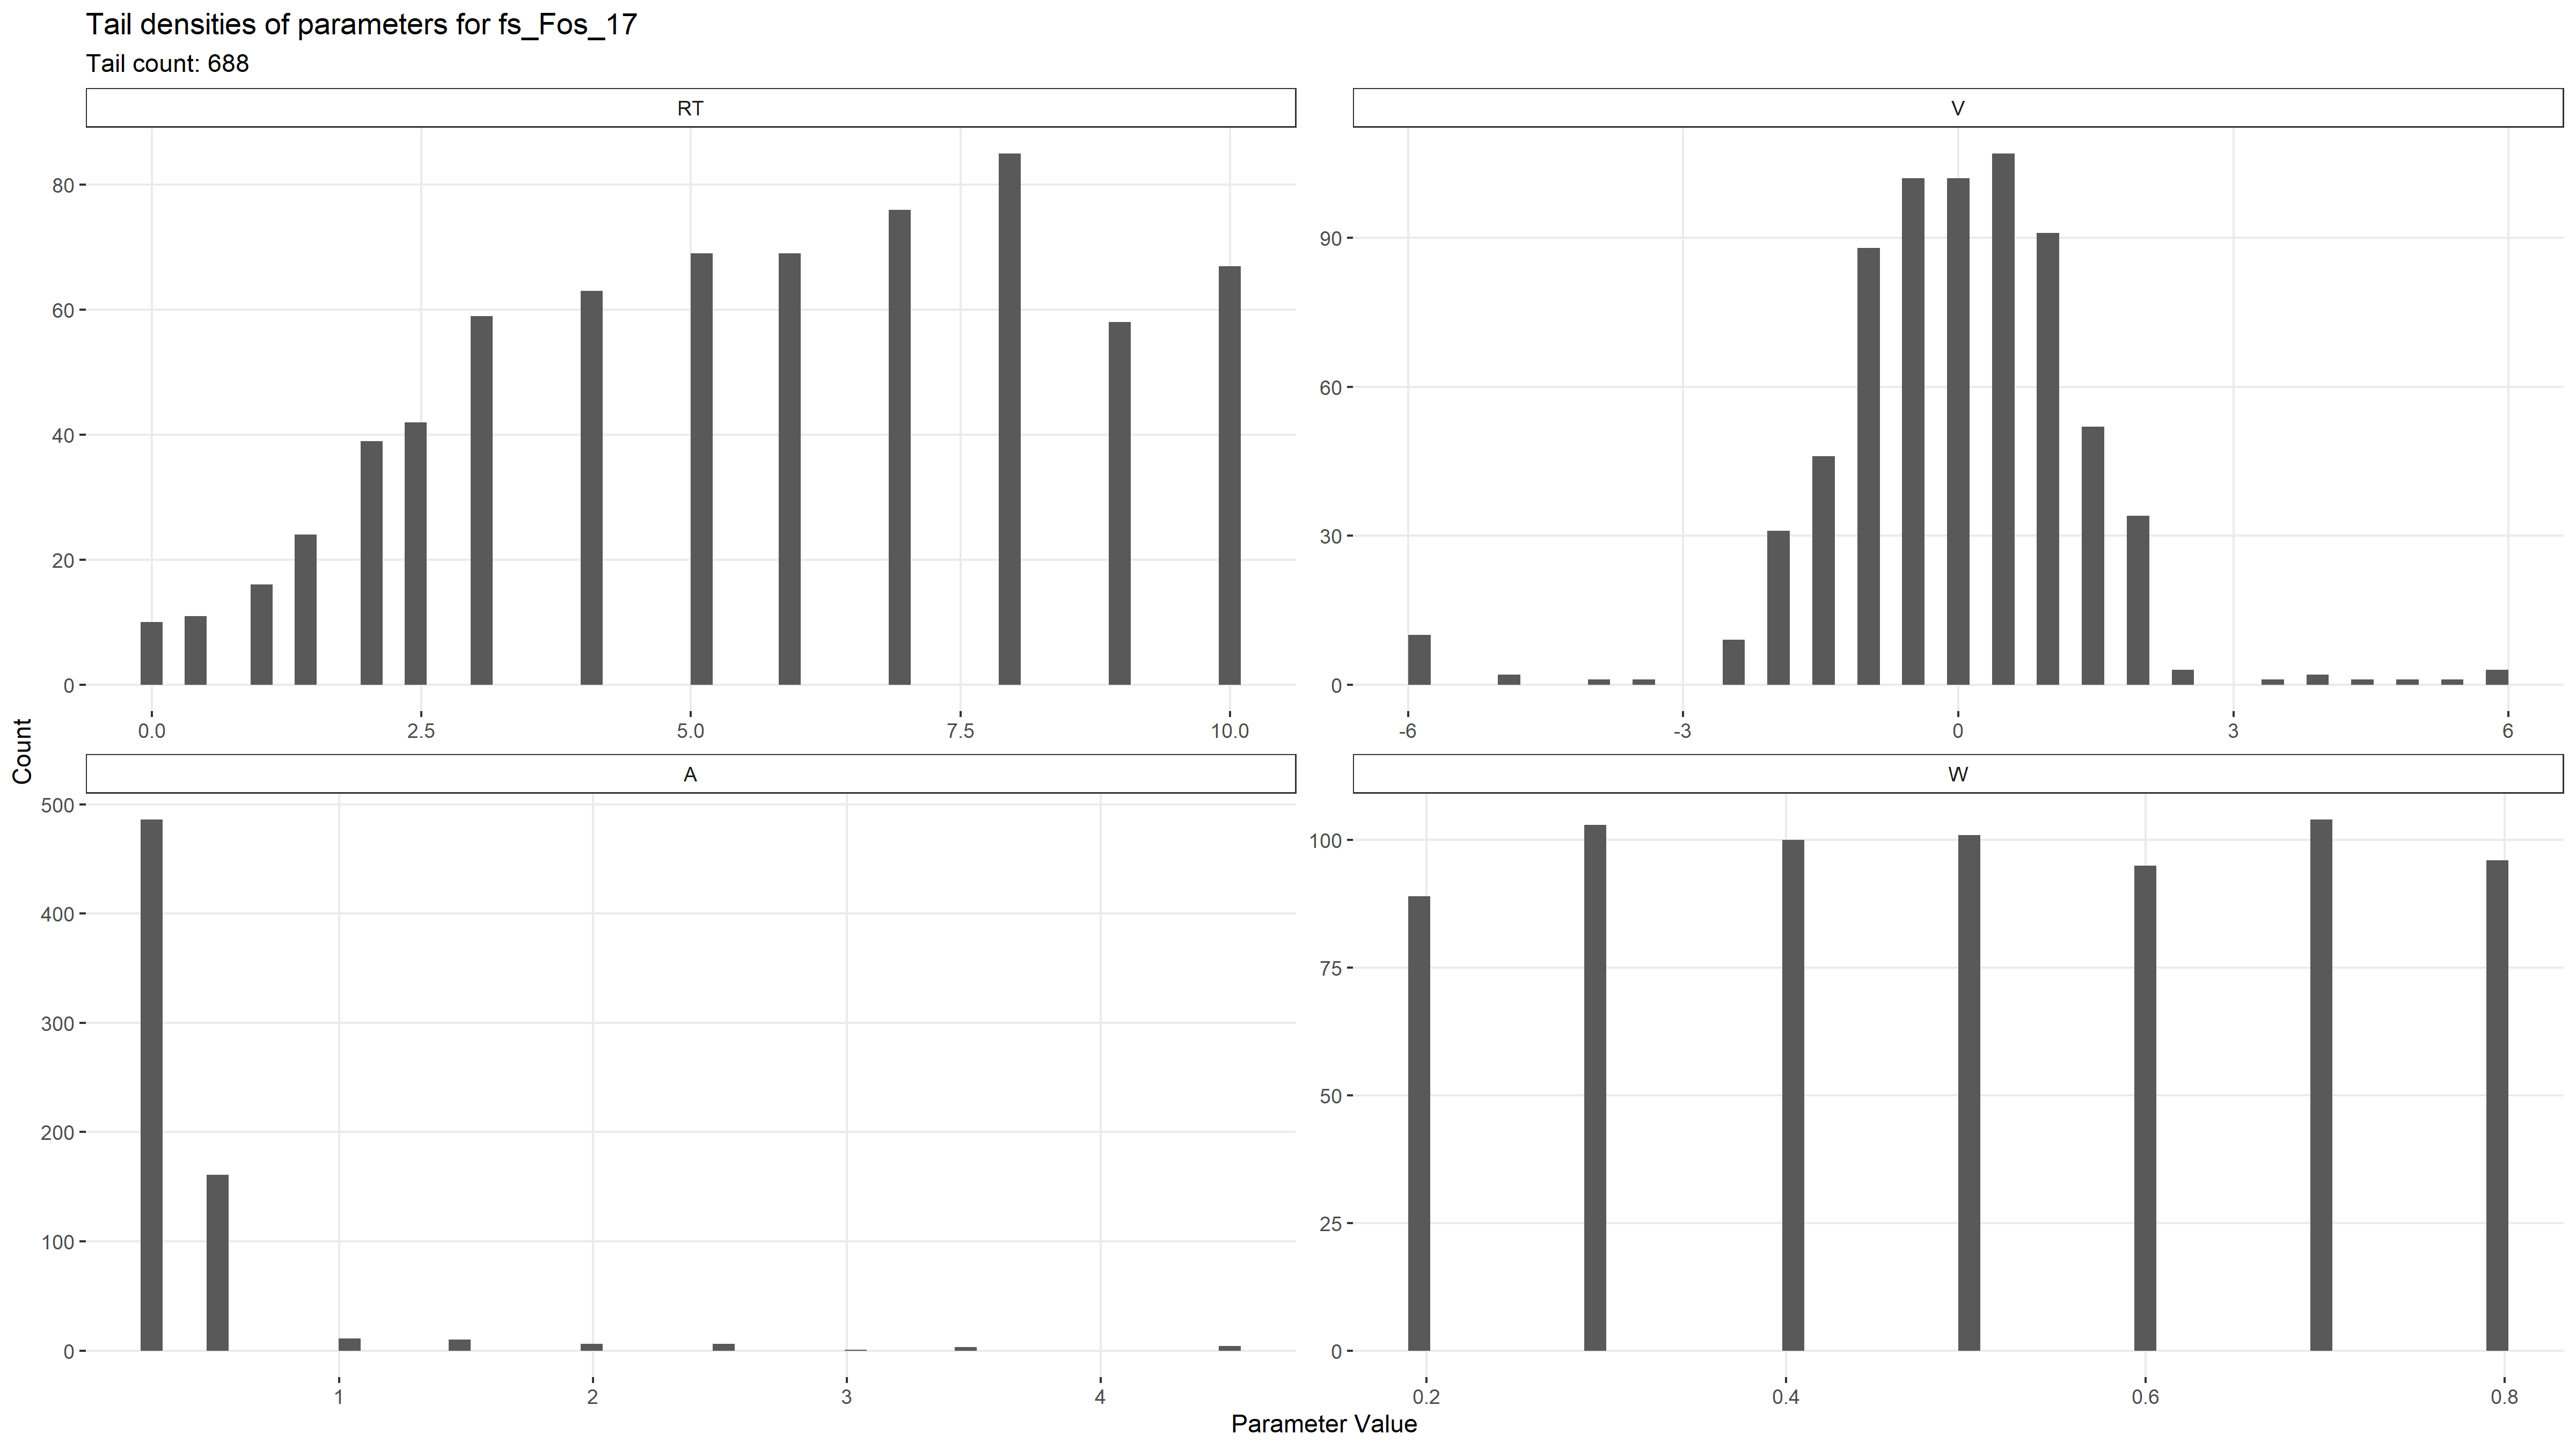 Tail densities of parameters for fs_Fos_17
Tail count: 688
RT
V
80
60
40
20
0
0.0 2.5 5.0 7.5 10.0
90
60
30
0
-6 -3 0 3 6
Count
A
W
500
400
300
200
100
0
1 2 3 4
100
75
50
25
0
0.2 0.4 0.6 0.8
Parameter Value